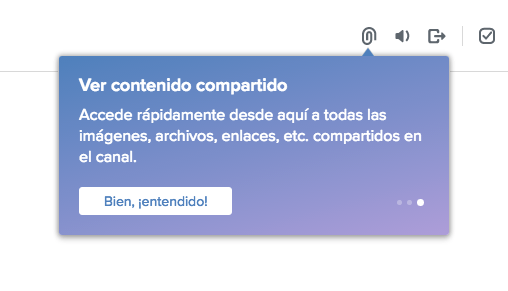 Ver contenido compartido
Accede rápidamente desde aquí a todas las
imágenes, archivos, enlaces, etc. compartidos en
el canal.
Bien, ¡entendido!